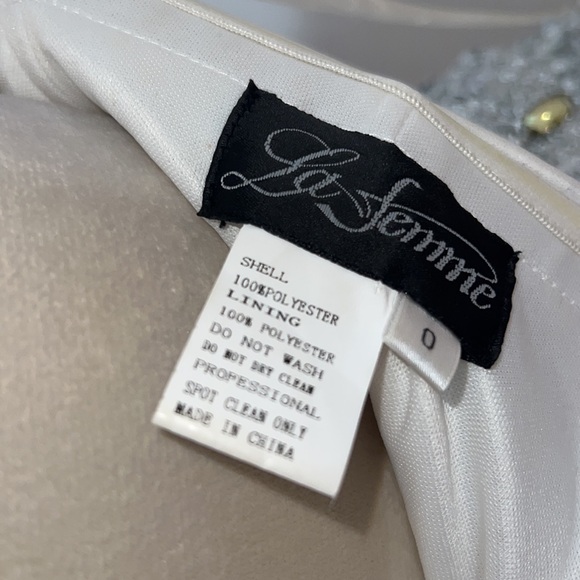 La Femme
0
SHELL
100%POLYESTER
LINING
100% POLYESTER
DO NOT WASH
DO NOT DRY CLEAN
PROFESSIONAL
SPOT CLEAN ONLY
MADE IN CHINA